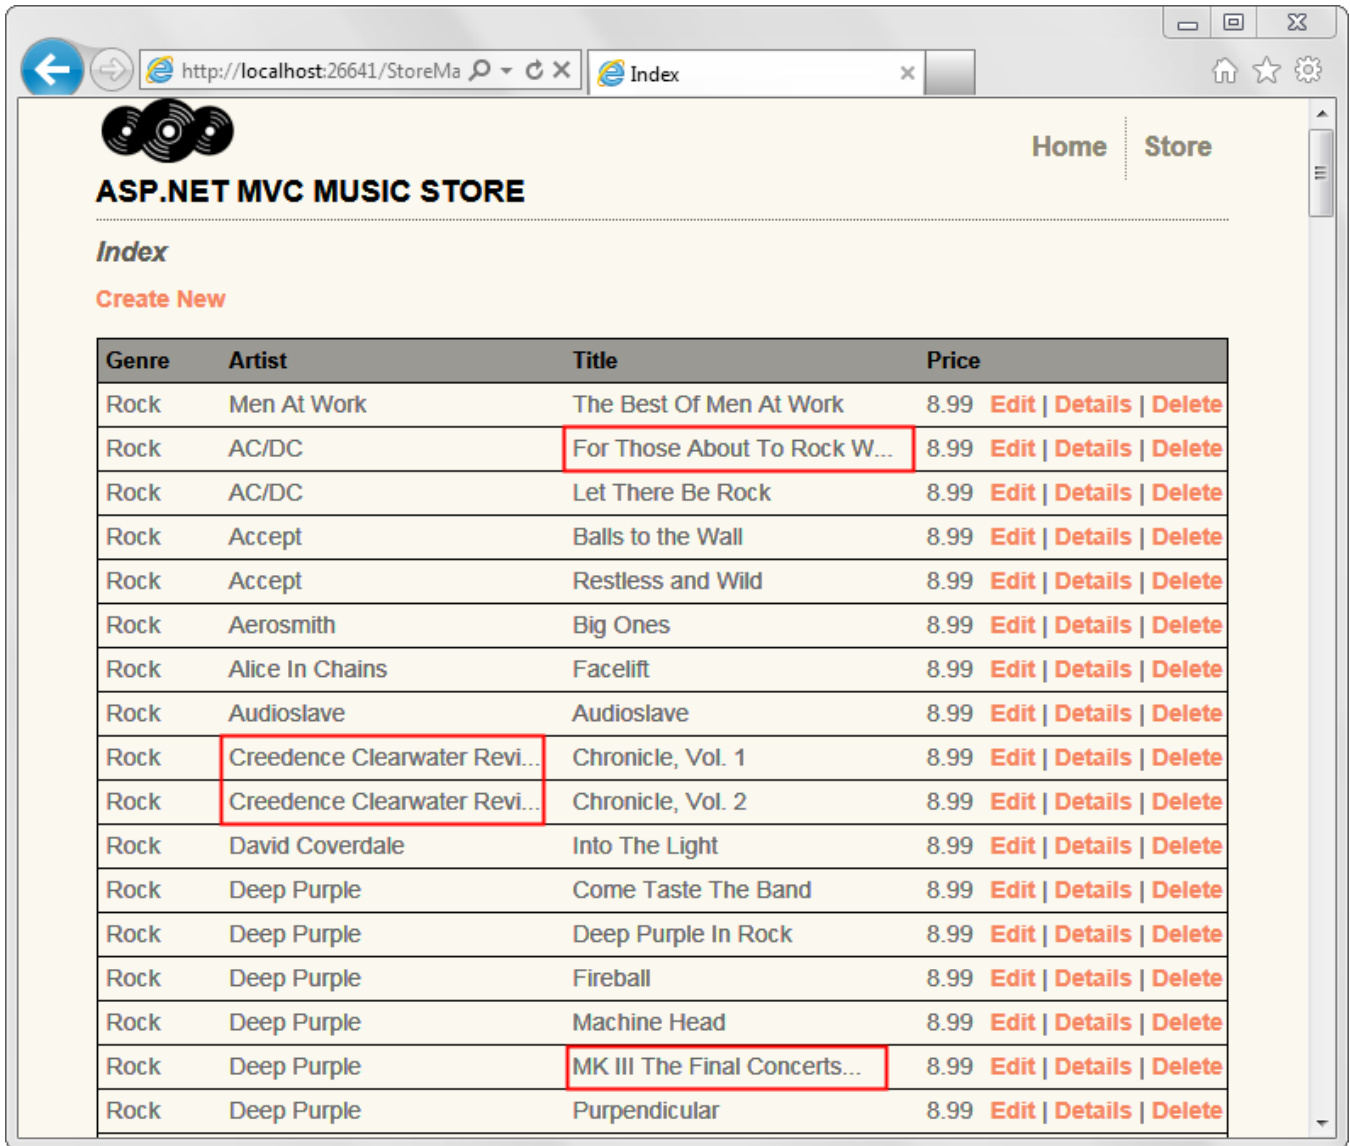 http://localhost:26641/StoreMa Index
Home Store
ASP.NET MVC MUSIC STORE
Index
Create New
Genre Artist Title Price
Rock Men At Work The Best Of Men At Work 8.99 Edit | Details | Delete
Rock AC/DC For Those About To Rock W... 8.99 Edit | Details | Delete
Rock AC/DC Let There Be Rock 8.99 Edit | Details | Delete
Rock Accept Balls to the Wall 8.99 Edit | Details | Delete
Rock Accept Restless and Wild 8.99 Edit | Details | Delete
Rock Aerosmith Big Ones 8.99 Edit | Details | Delete
Rock Alice In Chains Facelift 8.99 Edit | Details | Delete
Rock Audioslave Audioslave 8.99 Edit | Details | Delete
Rock Creedence Clearwater Revi... Chronicle, Vol. 1 8.99 Edit | Details | Delete
Rock Creedence Clearwater Revi... Chronicle, Vol. 2 8.99 Edit | Details | Delete
Rock David Coverdale Into The Light 8.99 Edit | Details | Delete
Rock Deep Purple Come Taste The Band 8.99 Edit | Details | Delete
Rock Deep Purple Deep Purple In Rock 8.99 Edit | Details | Delete
Rock Deep Purple Fireball 8.99 Edit | Details | Delete
Rock Deep Purple Machine Head 8.99 Edit | Details | Delete
Rock Deep Purple MK III The Final Concerts... 8.99 Edit | Details | Delete
Rock Deep Purple Purpendicular 8.99 Edit | Details | Delete